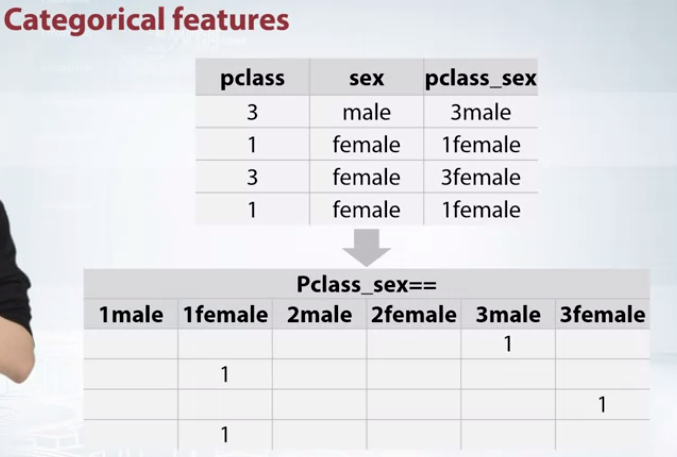 Categorical features
pclass sex pclass_sex
3 male 3male
1 female 1female
3 female 3female
1 female 1female
Pclass_sex==
1male 1female 2male 2female 3male 3female
1
1
1
1